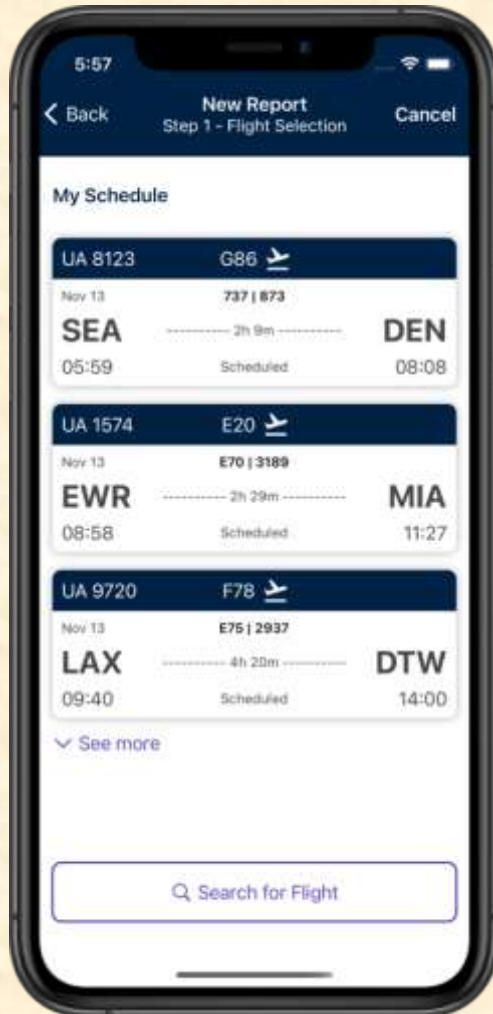 5:57
Back New Report Cancel
Step 1 - Flight Selection
My Schedule
UA 8123 G86
Nov 13 737 | 873
SEA 2h 9m DEN
05:59 Scheduled 08:08
UA 1574 E20
Nov 13 E70 | 3189
EWR 2h 29m MIA
08:58 Scheduled 11:27
UA 9720 F78
Nov 13 E75 | 2937
LAX 4h 20m DTW
09:40 Scheduled 14:00
See more
Search for Flight